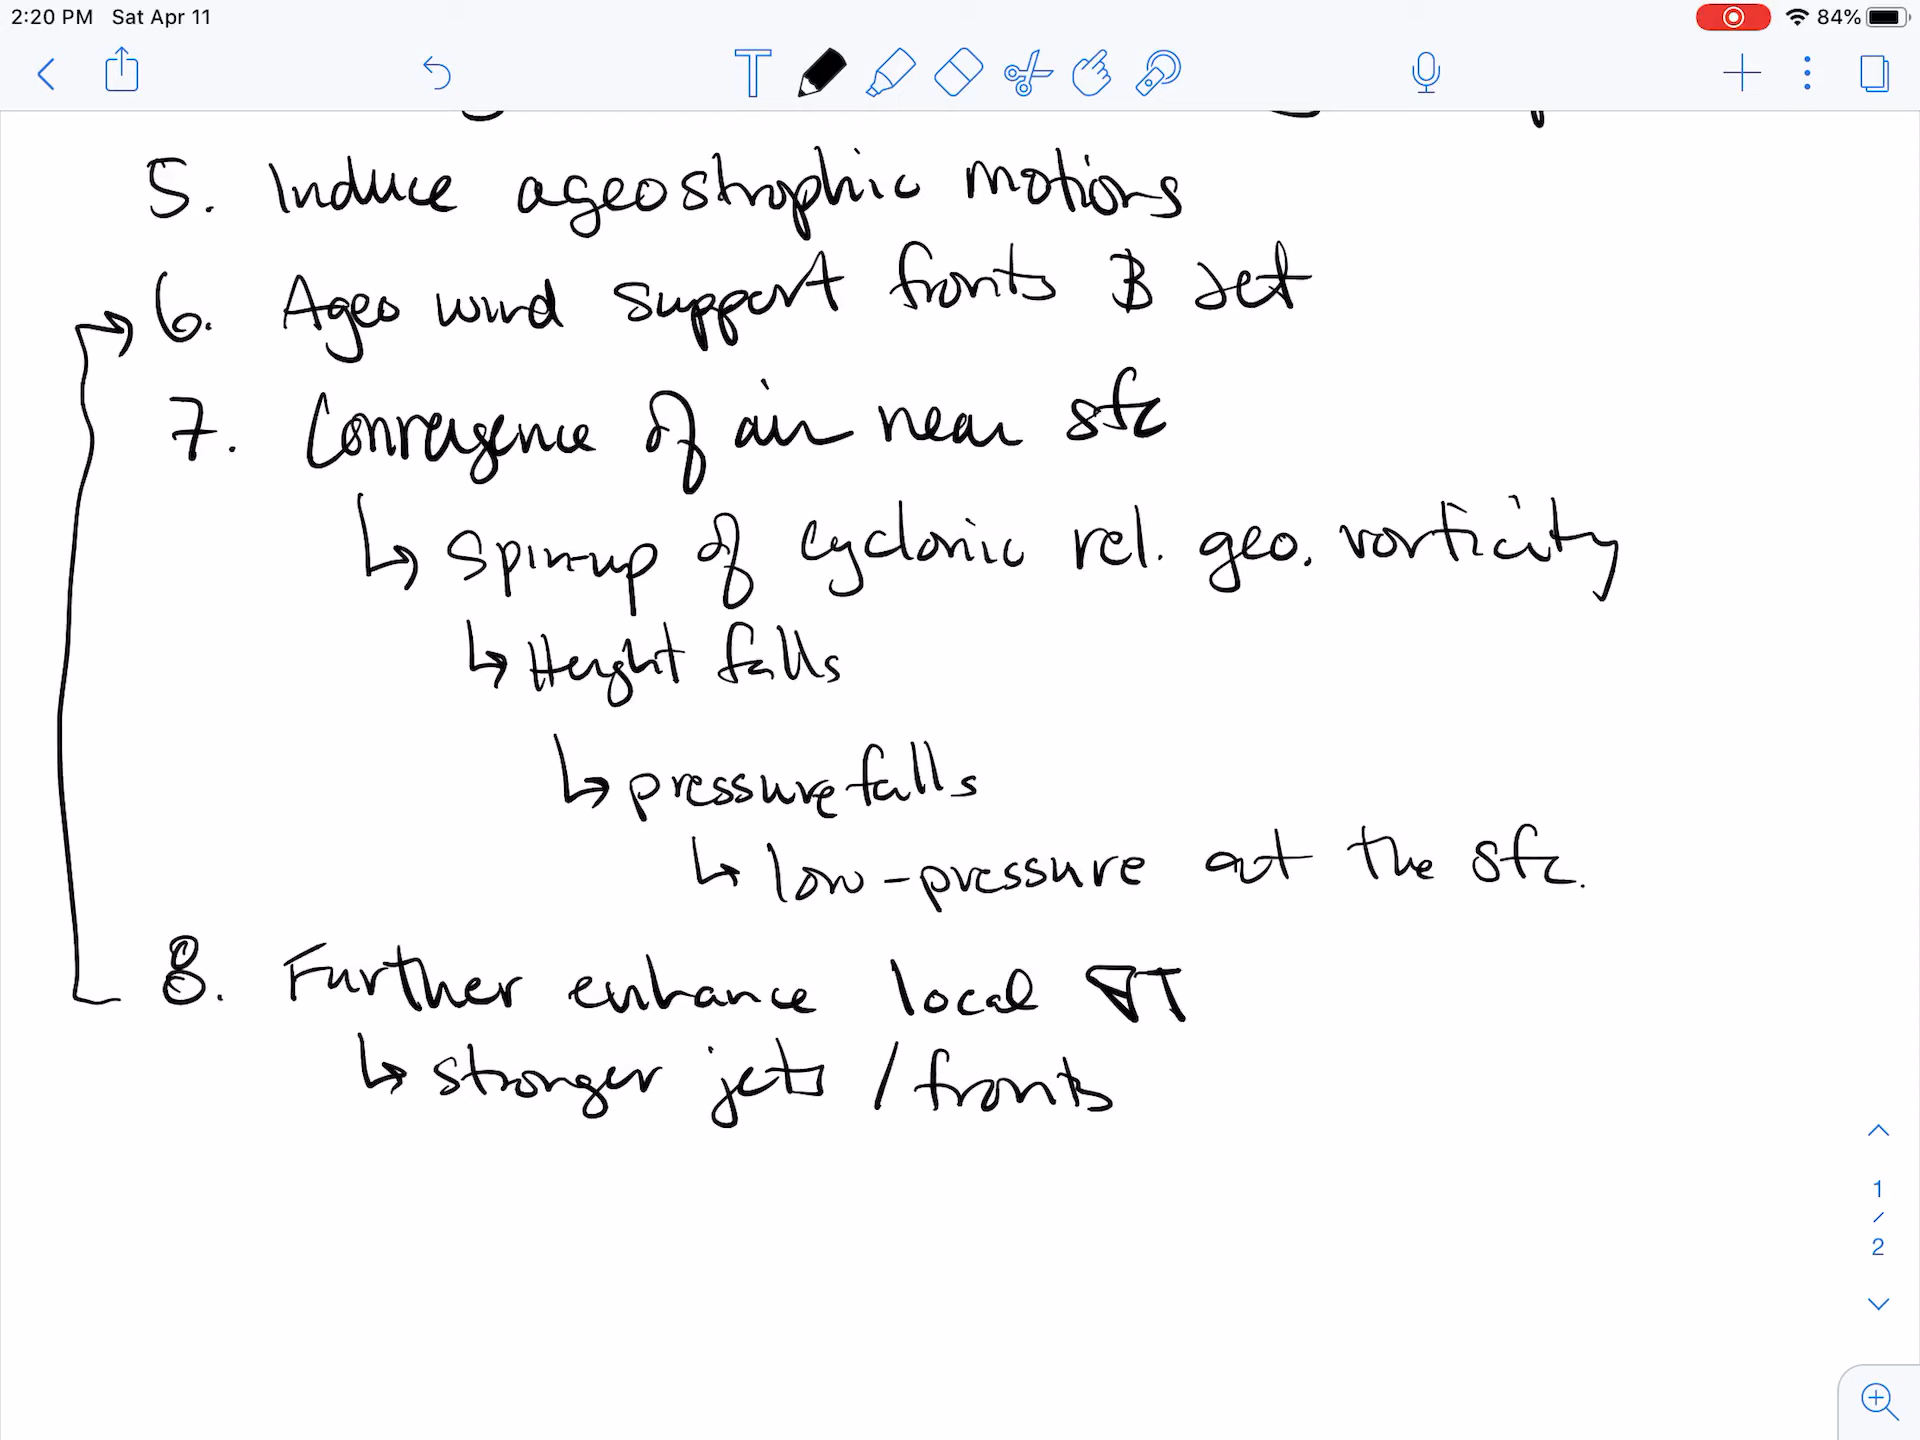 2:20 PM Sat Apr 11 84%
T
5. Induce ageostrophic motions
6. Ageo wind support fronts & Jet
7. Convergence of air near sfc
↳ Spin-up of cyclonic rel. geo. vorticity
↳ Height falls
↳ pressure falls
↳ low-pressure at the sfc.
8. Further enhance local ∇T
↳ stronger jets / fronts
1
/
2